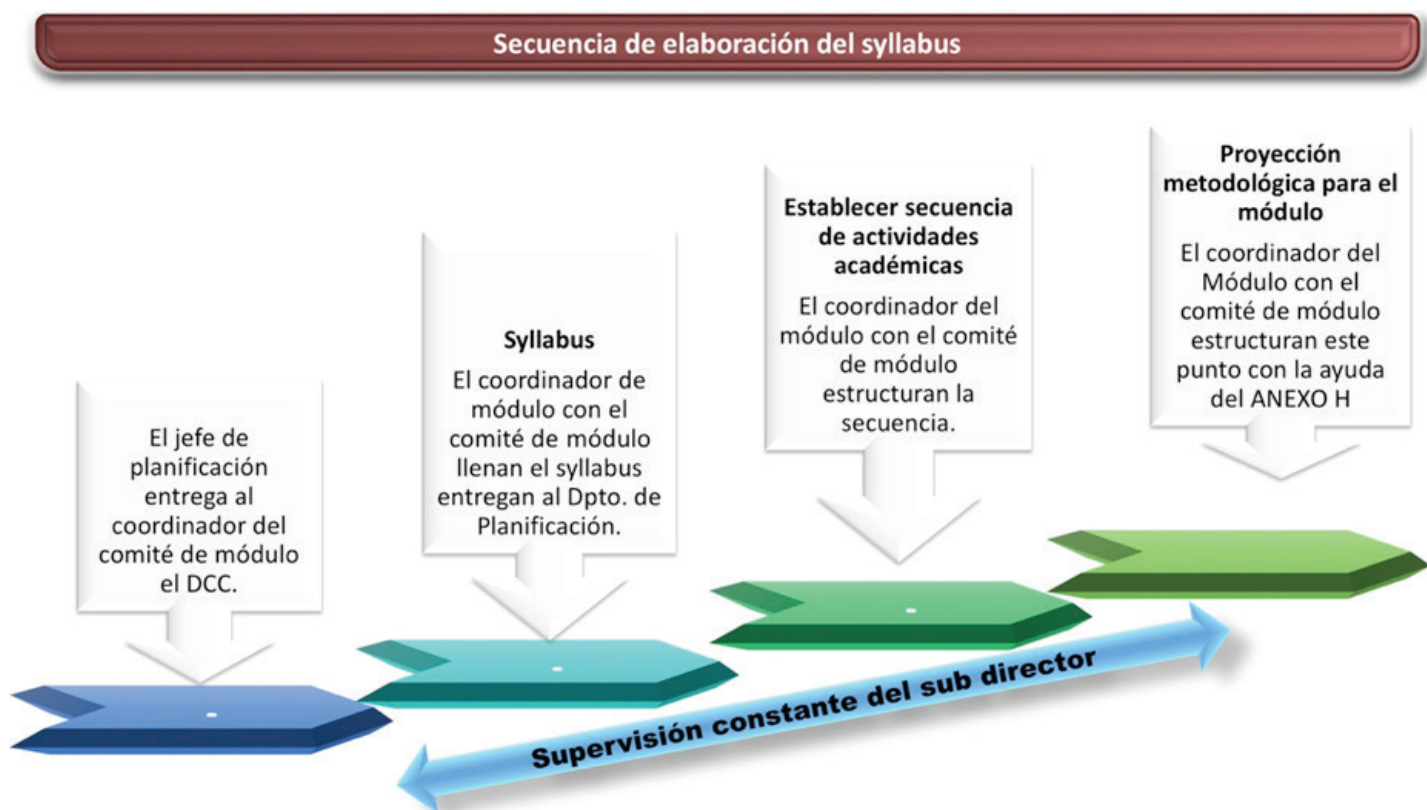 Secuencia de elaboración del syllabus
El jefe de
planificación
entrega al
coordinador del
comité de módulo
el DCC.
Syllabus
El coordinador de
módulo con el
comité de módulo
llenan el syllabus
entregan al Dpto. de
Planificación.
Establecer secuencia
de actividades
académicas
El coordinador del
módulo con el comité
de módulo
estructuran la
secuencia.
Proyección
metodológica para el
módulo
El coordinador del
Módulo con el
comité de módulo
estructuran este
punto con la ayuda
del ANEXO H
Supervisión constante del sub director